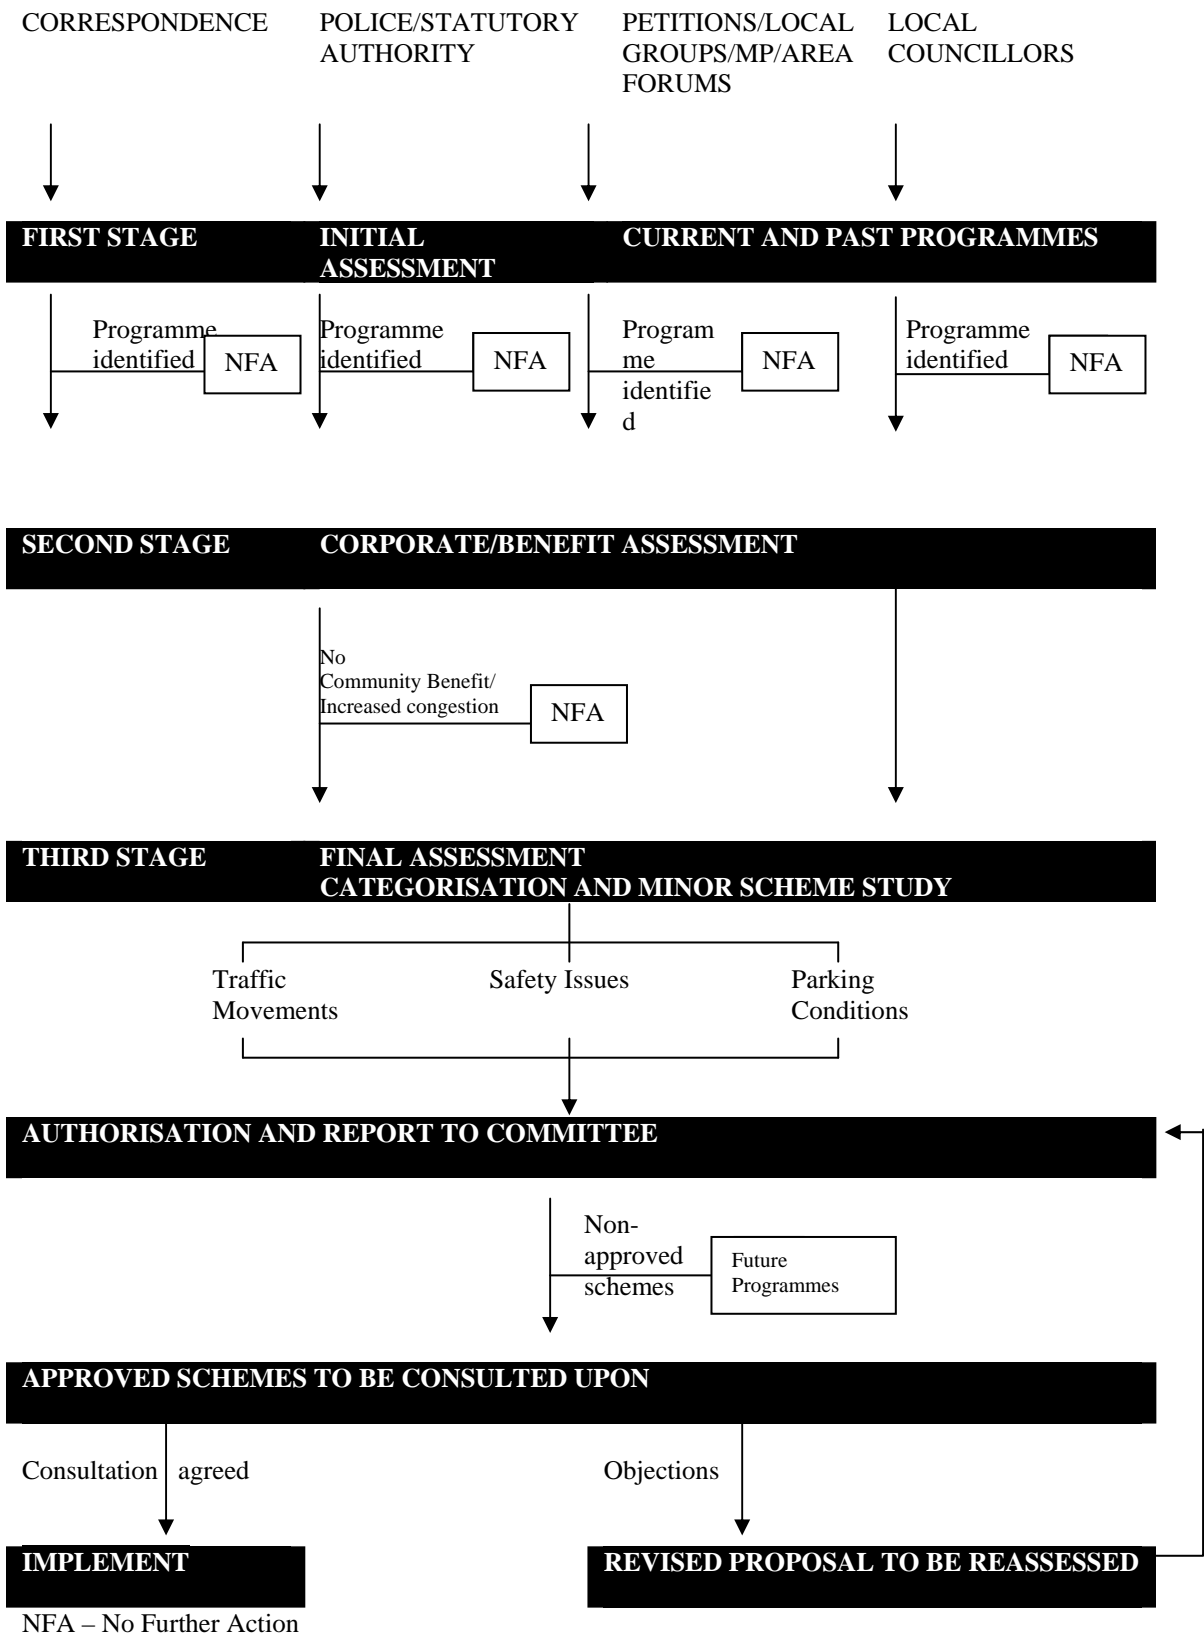 CORRESPONDENCE
POLICE/STATUTORY
AUTHORITY
PETITIONS/LOCAL
GROUPS/MP/AREA
FORUMS
LOCAL
COUNCILLORS
FIRST STAGE
INITIAL
ASSESSMENT
CURRENT AND PAST PROGRAMMES
Programme
identified
NFA
Programme
identified
NFA
Program
me
identifie
d
NFA
Programme
identified
NFA
SECOND STAGE
CORPORATE/BENEFIT ASSESSMENT
No
Community Benefit/
Increased congestion
NFA
THIRD STAGE
FINAL ASSESSMENT
CATEGORISATION AND MINOR SCHEME STUDY
Traffic
Movements
Safety Issues
Parking
Conditions
AUTHORISATION AND REPORT TO COMMITTEE
Non-
approved
schemes
Future
Programmes
APPROVED SCHEMES TO BE CONSULTED UPON
Consultation agreed
Objections
IMPLEMENT
REVISED PROPOSAL TO BE REASSESSED
NFA – No Further Action